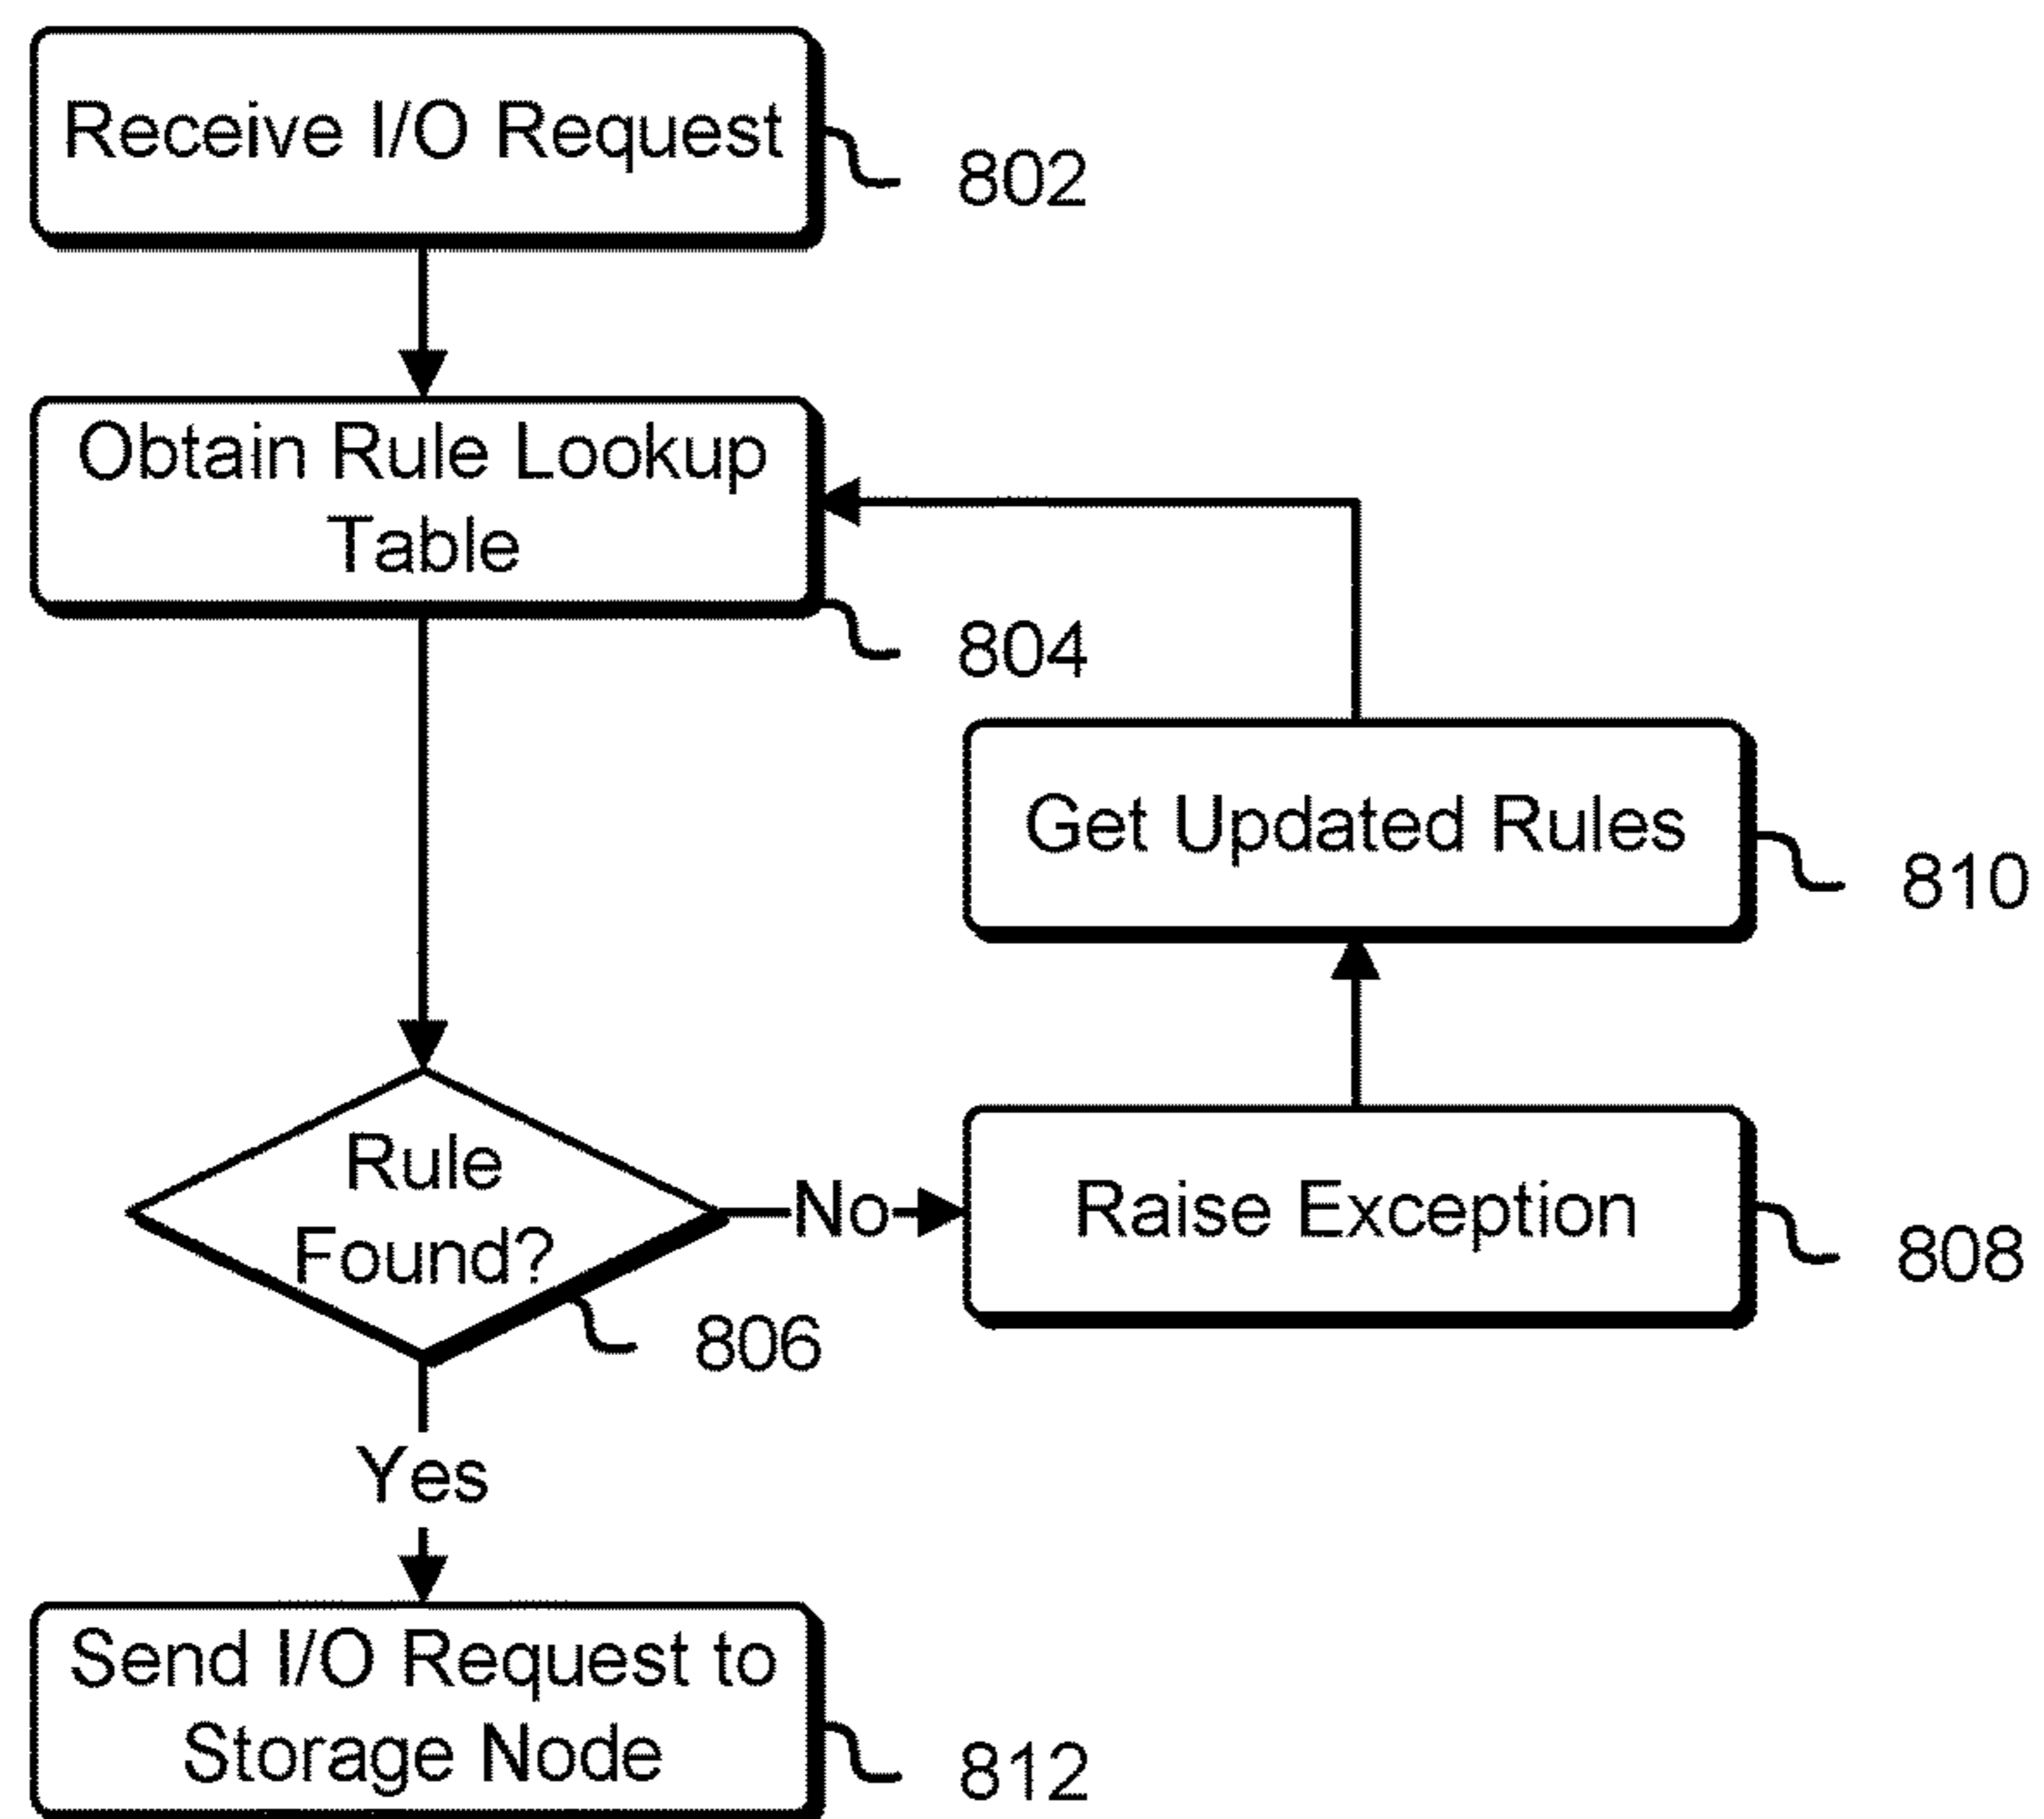 Receive I/O Request
802
Obtain Rule Lookup
Table
804
Get Updated Rules
810
Rule
Found?
806
No
Raise Exception
808
Yes
Send I/O Request to
Storage Node
812